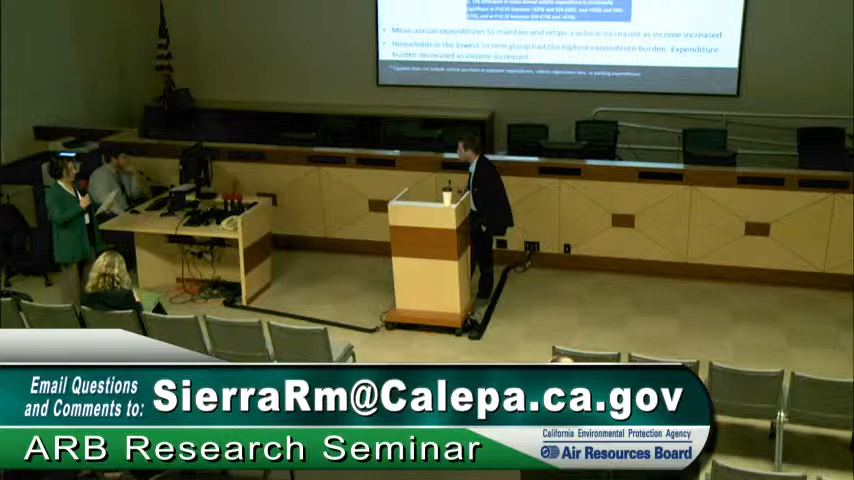 Mean annual expenditures to maintain and retain a vehicle increased as income increased
Households in the lowest income group had the highest expenditure burden. Expenditure
burden decreased as income increased.
Email Questions
and Comments to:
SierraRm@Calepa.ca.gov
ARB Research Seminar
California Environmental Protection Agency
Air Resources Board